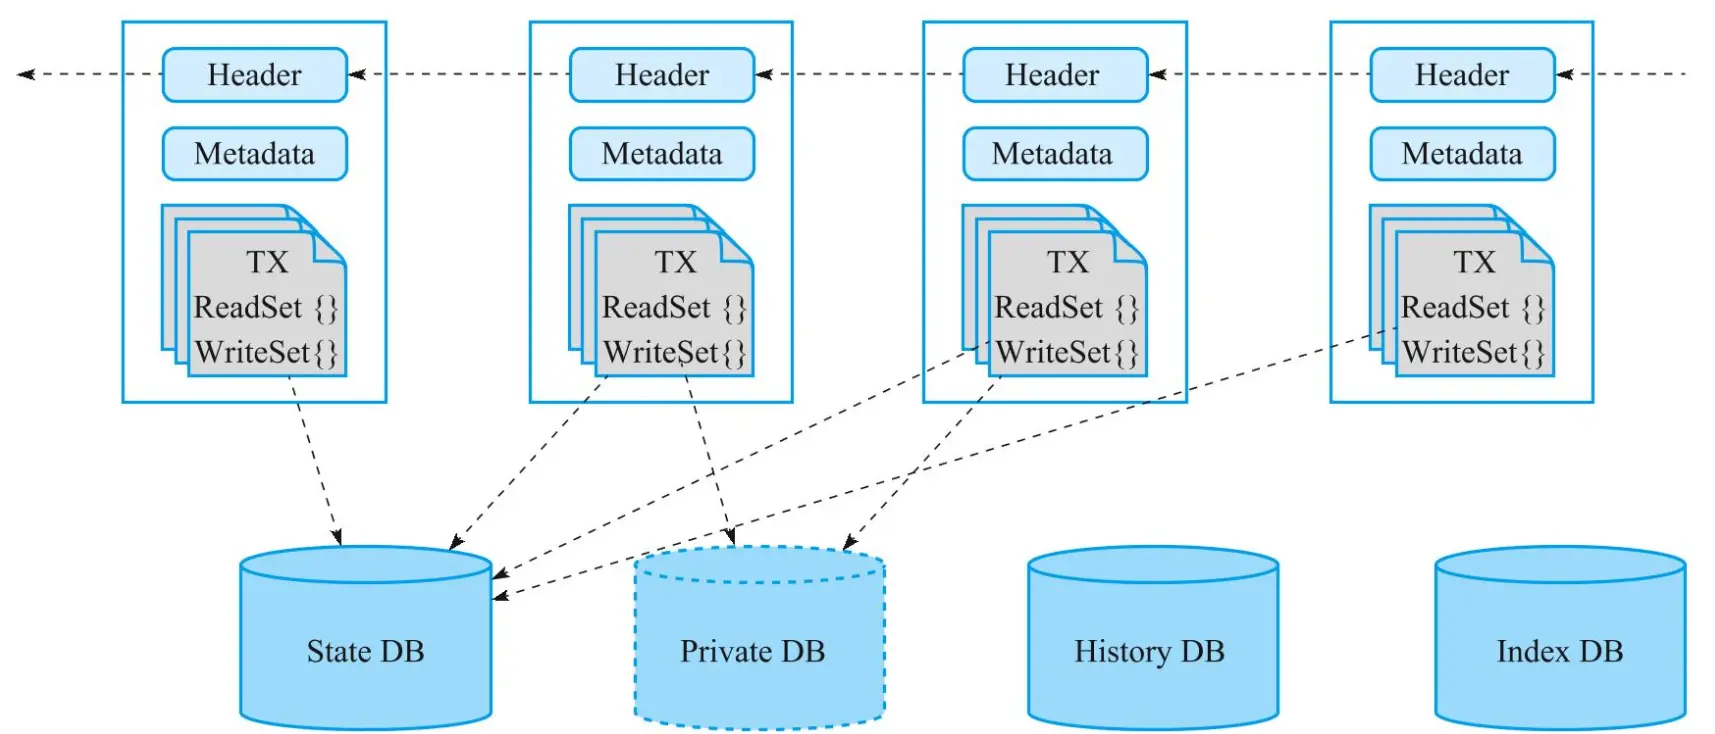 Header
Header
Header
Header
Metadata
Metadata
Metadata
Metadata
TX
ReadSet {}
WriteSet{}
TX
ReadSet {}
WriteSet{}
TX
ReadSet {}
WriteSet{}
TX
ReadSet {}
WriteSet{}
State DB
Private DB
History DB
Index DB